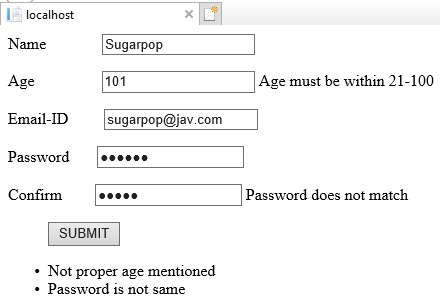 localhost
Name Sugarpop
Age 101 Age must be within 21-100
Email-ID sugarpop@jav.com
Password ••••••
Confirm ••••• Password does not match
SUBMIT
• Not proper age mentioned
• Password is not same